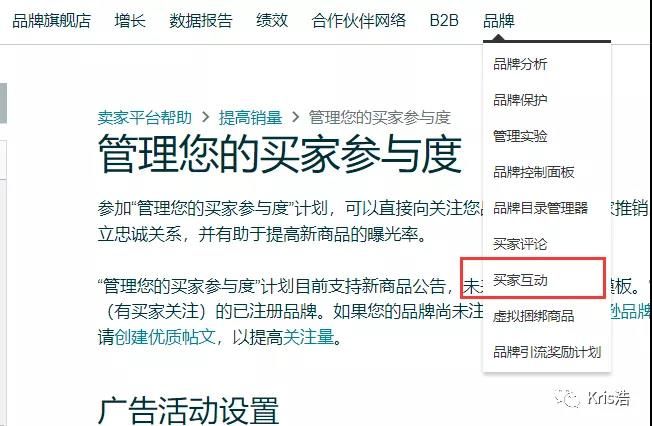 品牌旗舰店 增长 数据报告 绩效 合作伙伴网络 B2B 品牌
品牌分析
品牌保护
管理实验
品牌控制面板
品牌目录管理器
买家评论
买家互动
虚拟捆绑商品
品牌引流奖励计划
卖家平台帮助 > 提高销量 > 管理您的买家参与度
管理您的买家参与度
参加“管理您的买家参与度”计划，可以直接向关注您 家推销
立忠诚关系，并有助于提高新商品的曝光率。
“管理您的买家参与度”计划目前支持新商品公告，未 模板。
（有买家关注）的已注册品牌。如果您的品牌尚未注 品牌
请创建优质帖文，以提高关注量。
广告活动设置
Kris浩